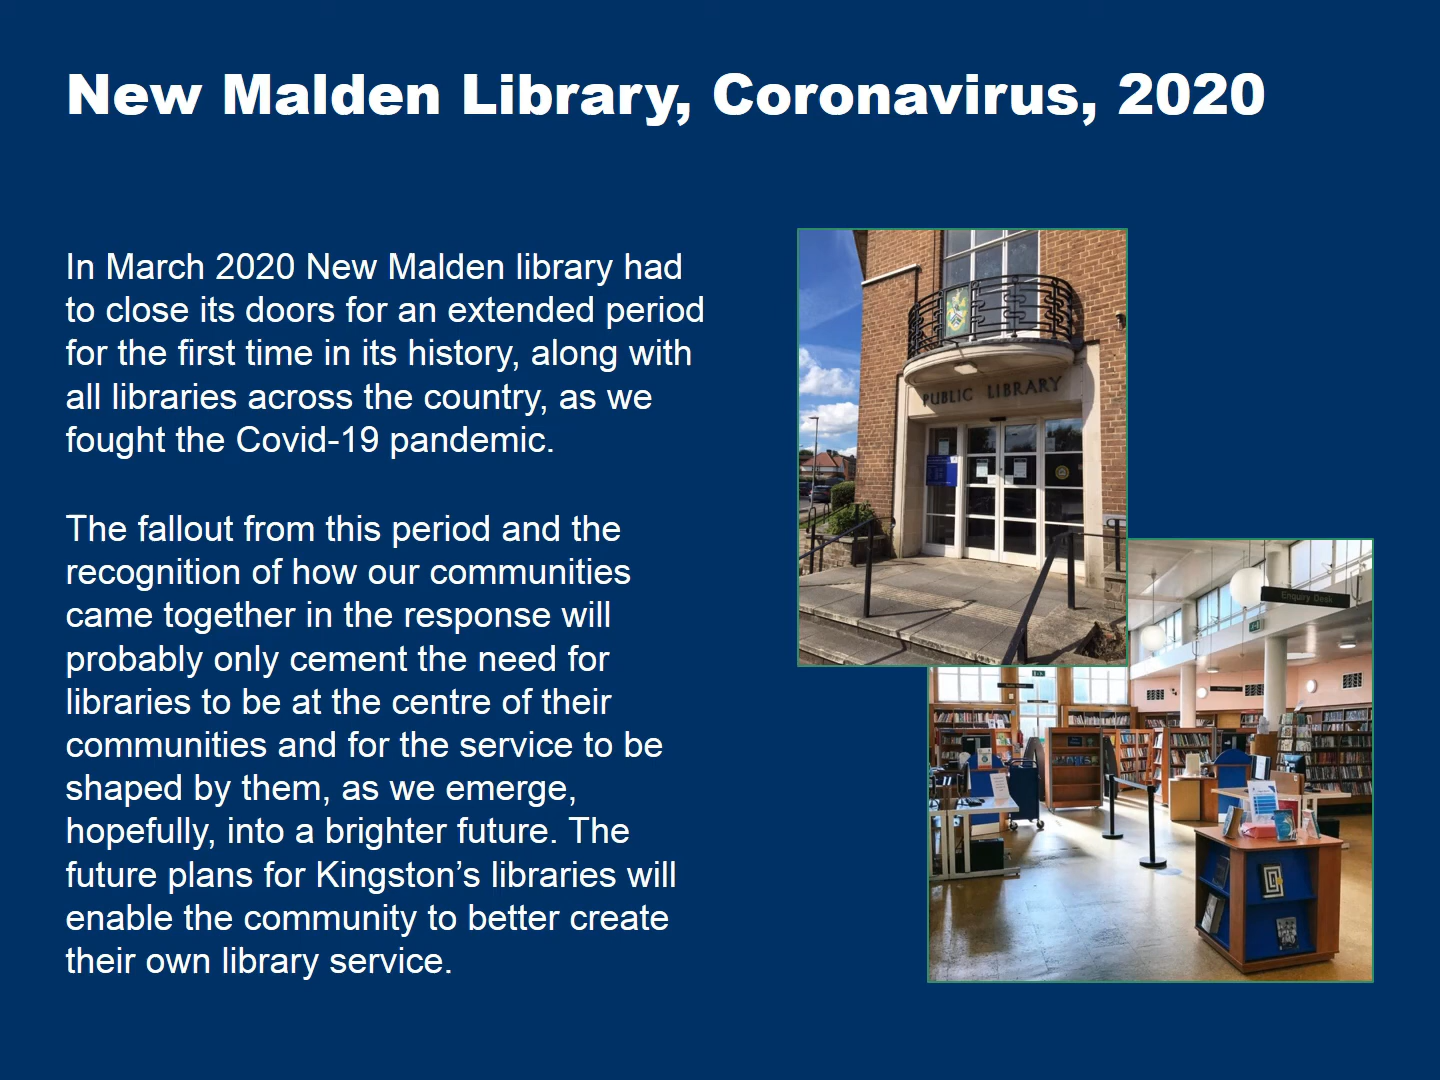 New Malden Library, Coronavirus, 2020
In March 2020 New Malden library had
to close its doors for an extended period
for the first time in its history, along with
all libraries across the country, as we
fought the Covid-19 pandemic.
The fallout from this period and the
recognition of how our communities
came together in the response will
probably only cement the need for
libraries to be at the centre of their
communities and for the service to be
shaped by them, as we emerge,
hopefully, into a brighter future. The
future plans for Kingston’s libraries will
enable the community to better create
their own library service.
PUBLIC LIBRARY
Enquiry Desk